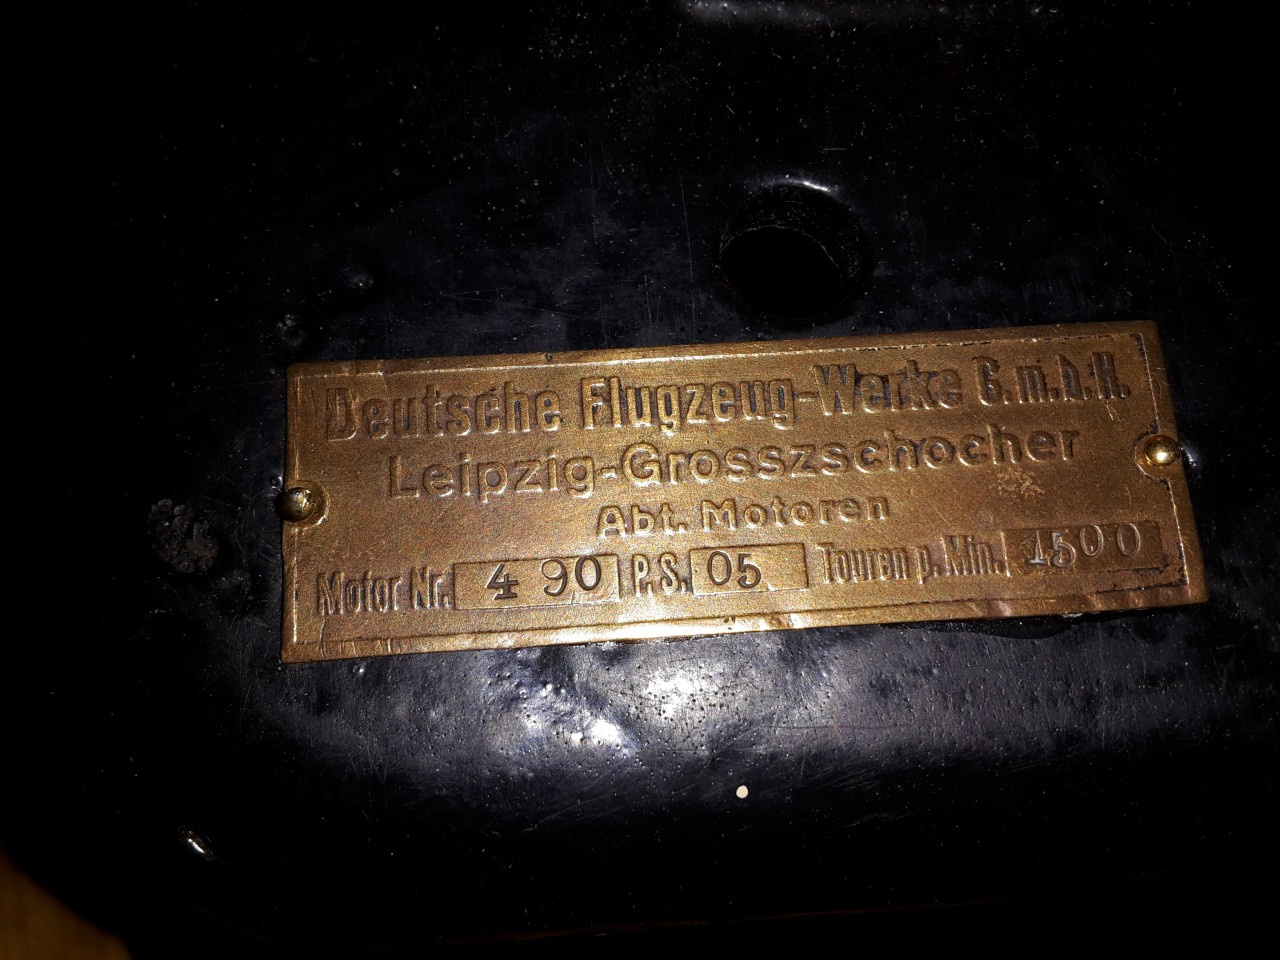 Deutsche Flugzeug-Werke G.m.b.H.
Leipzig-Grosszschocher
Abt. Motoren
Motor Nr. 4 90 P.S. 05 Touren p. Min. 1500